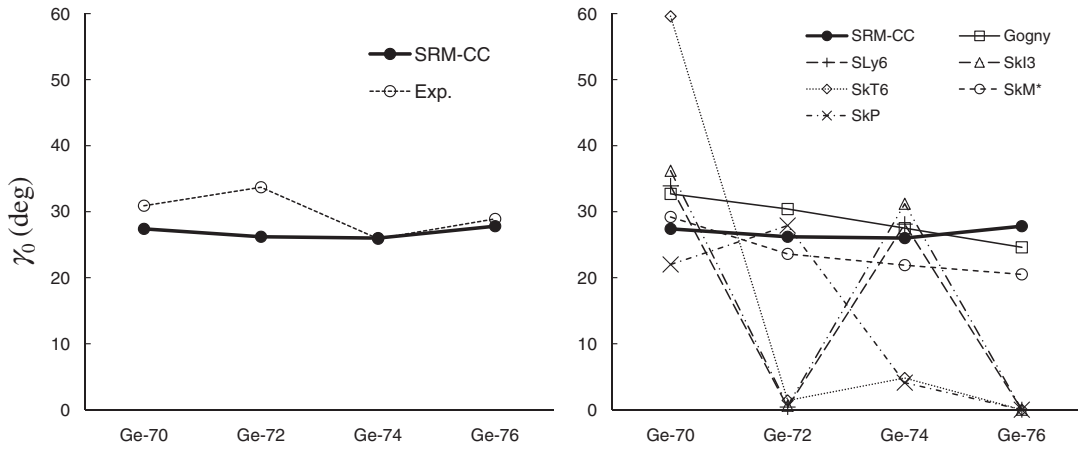 γ₀ (deg)
60
50
40
30
20
10
0
Ge-70 Ge-72 Ge-74 Ge-76
SRM-CC
Exp.
60
50
40
30
20
10
0
Ge-70 Ge-72 Ge-74 Ge-76
SRM-CC Gogny
SLy6 SkI3
SkT6 SkM*
SkP